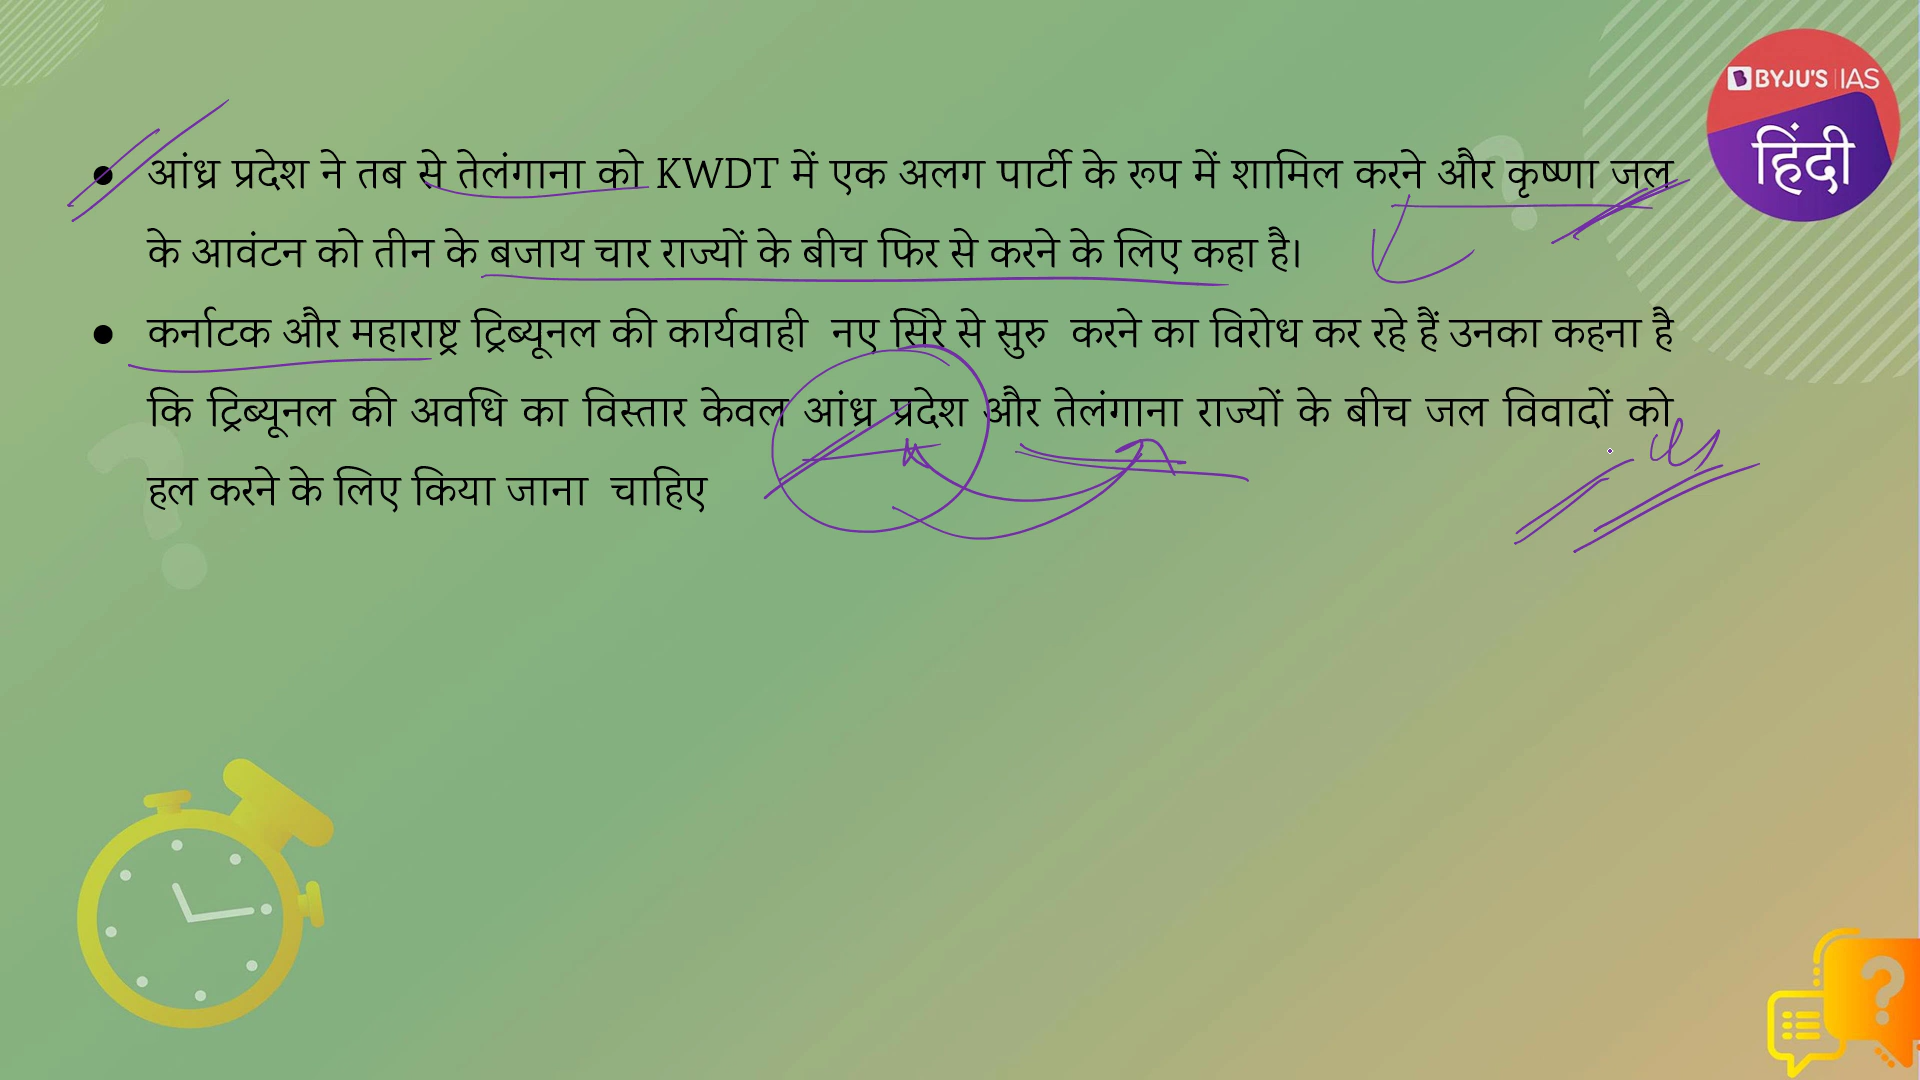 BYJU'S IAS
हिंदी
● आंध्र प्रदेश ने तब से तेलंगाना को KWDT में एक अलग पार्टी के रूप में शामिल करने और कृष्णा जल
के आवंटन को तीन के बजाय चार राज्यों के बीच फिर से करने के लिए कहा है।
● कर्नाटक और महाराष्ट्र ट्रिब्यूनल की कार्यवाही नए सिरे से सुरु करने का विरोध कर रहे हैं उनका कहना है
कि ट्रिब्यूनल की अवधि का विस्तार केवल आंध्र प्रदेश और तेलंगाना राज्यों के बीच जल विवादों को
हल करने के लिए किया जाना चाहिए